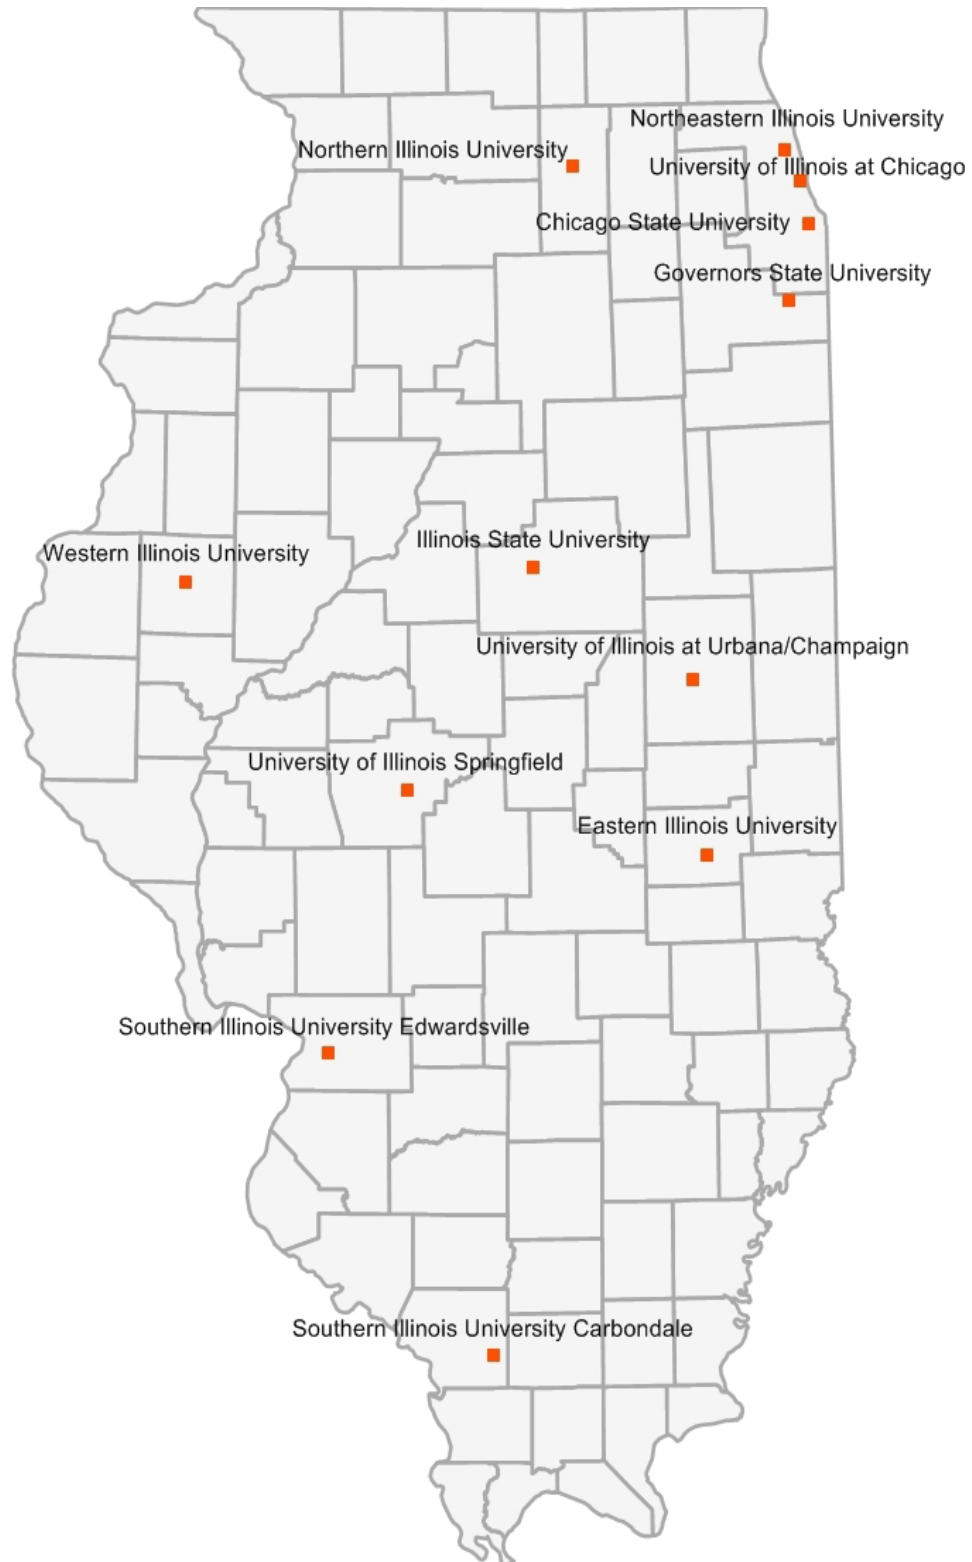 Northeastern Illinois University
Northern Illinois University
University of Illinois at Chicago
Chicago State University
Governors State University
Illinois State University
Western Illinois University
University of Illinois at Urbana/Champaign
University of Illinois Springfield
Eastern Illinois University
Southern Illinois University Edwardsville
Southern Illinois University Carbondale